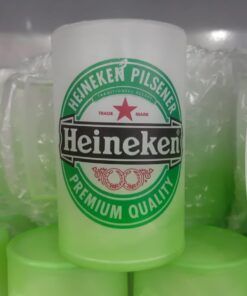 HEINEKEN PILSENER
TRADE MARK
Heineken
PREMIUM QUALITY